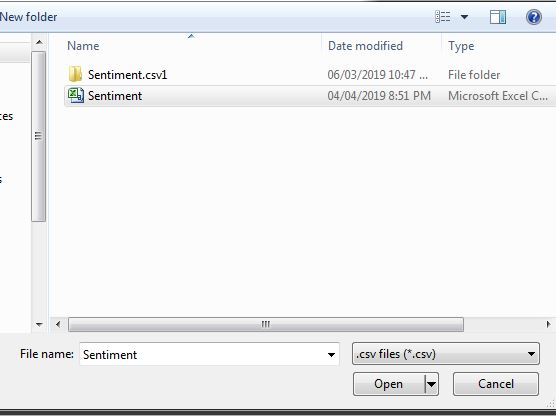 New folder
Name Date modified Type
Sentiment.csv1 06/03/2019 10:47 ... File folder
Sentiment 04/04/2019 8:51 PM Microsoft Excel C...
ces
s
File name: Sentiment .csv files (*.csv)
Open Cancel